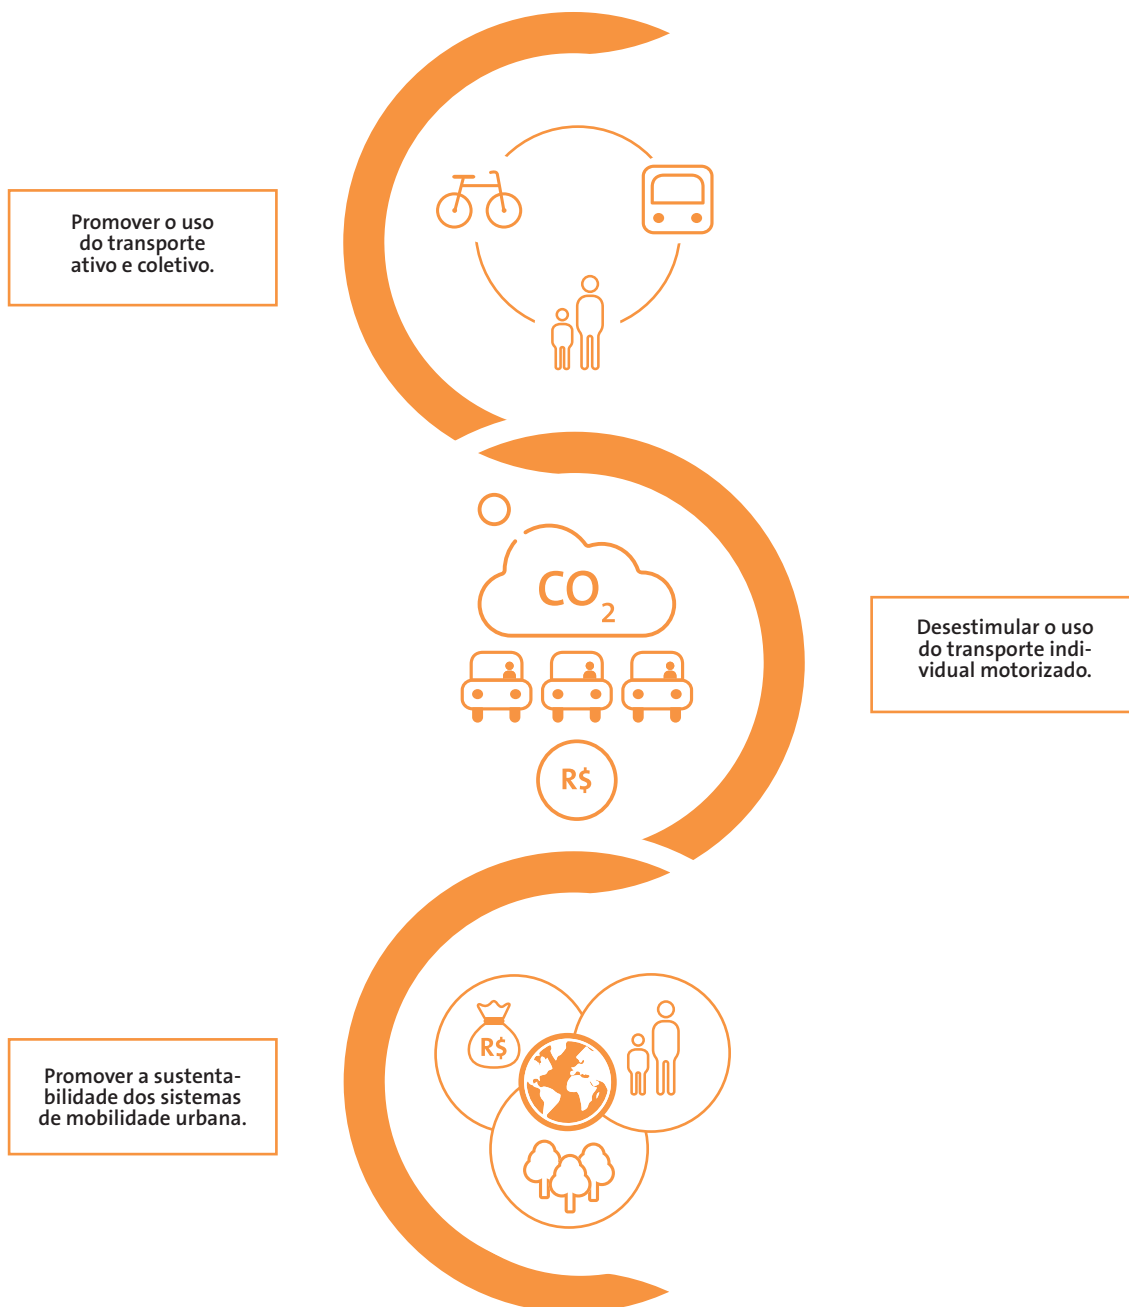 Promover o uso
do transporte
ativo e coletivo.
CO2
Desestimular o uso
do transporte indi-
vidual motorizado.
R$
R$
Promover a sustenta-
bilidade dos sistemas
de mobilidade urbana.